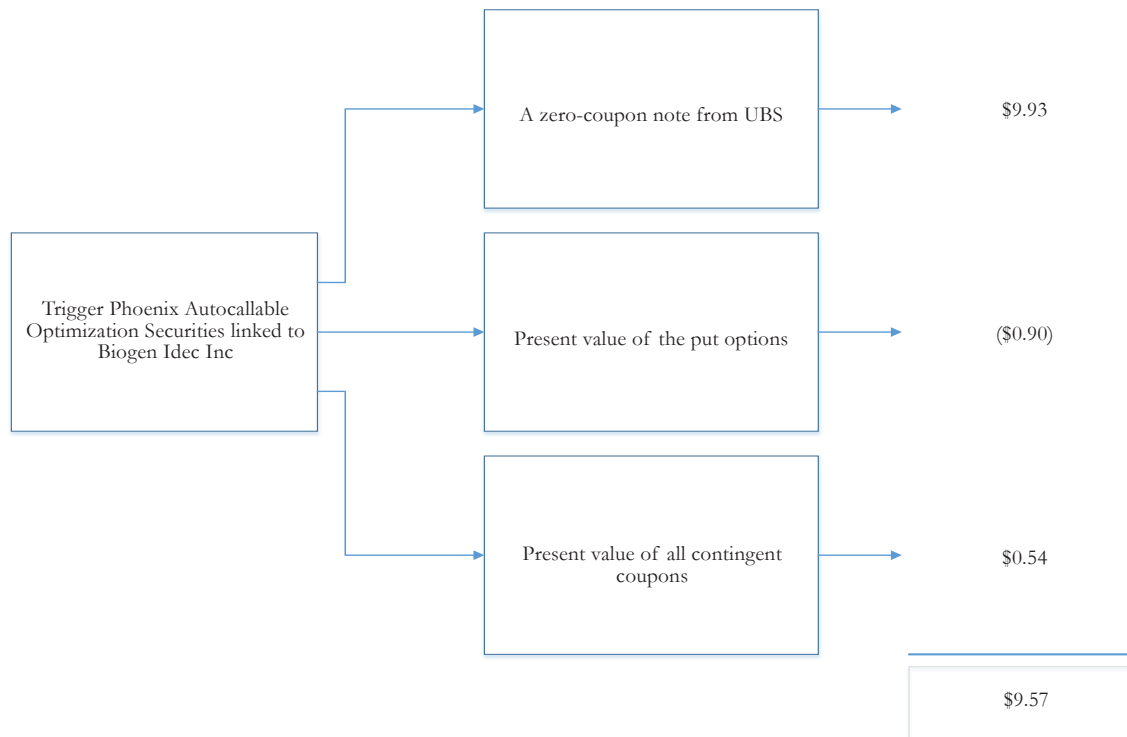 A zero-coupon note from UBS
$9.93
Trigger Phoenix Autocallable
Optimization Securities linked to
Biogen Idec Inc
Present value of the put options
($0.90)
Present value of all contingent
coupons
$0.54
$9.57